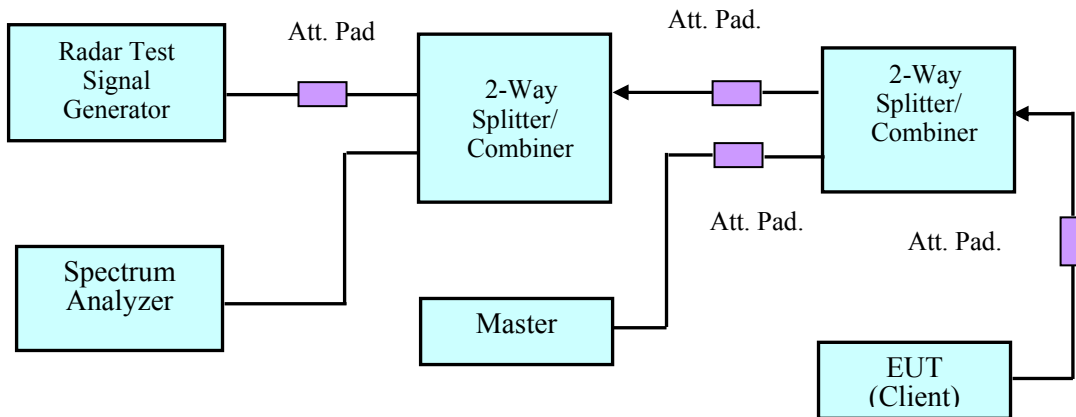 Radar Test
Signal
Generator
Att. Pad
2-Way
Splitter/
Combiner
Att. Pad.
2-Way
Splitter/
Combiner
Att. Pad.
Att. Pad.
Spectrum
Analyzer
Master
EUT
(Client)